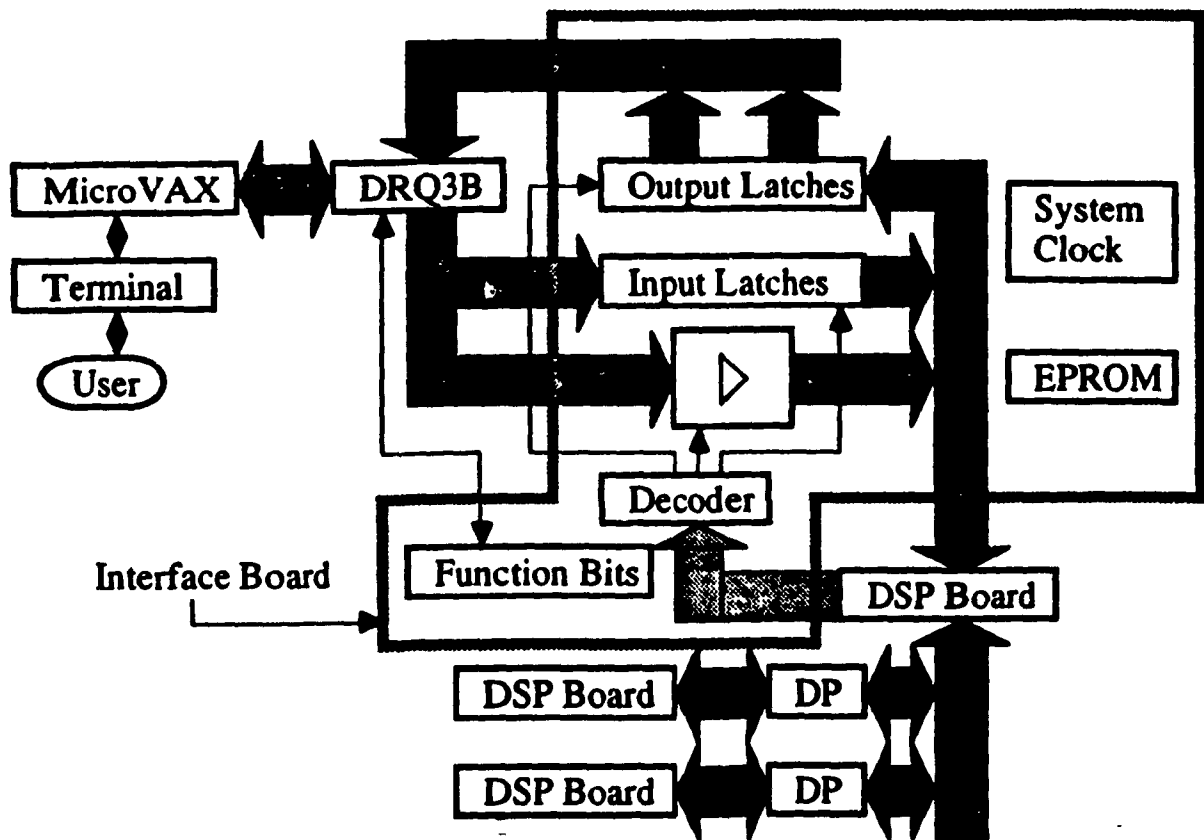 MicroVAX
DRQ3B
Output Latches
System
Clock
Terminal
Input Latches
User
EPROM
Decoder
Interface Board
Function Bits
DSP Board
DSP Board
DP
DSP Board
DP